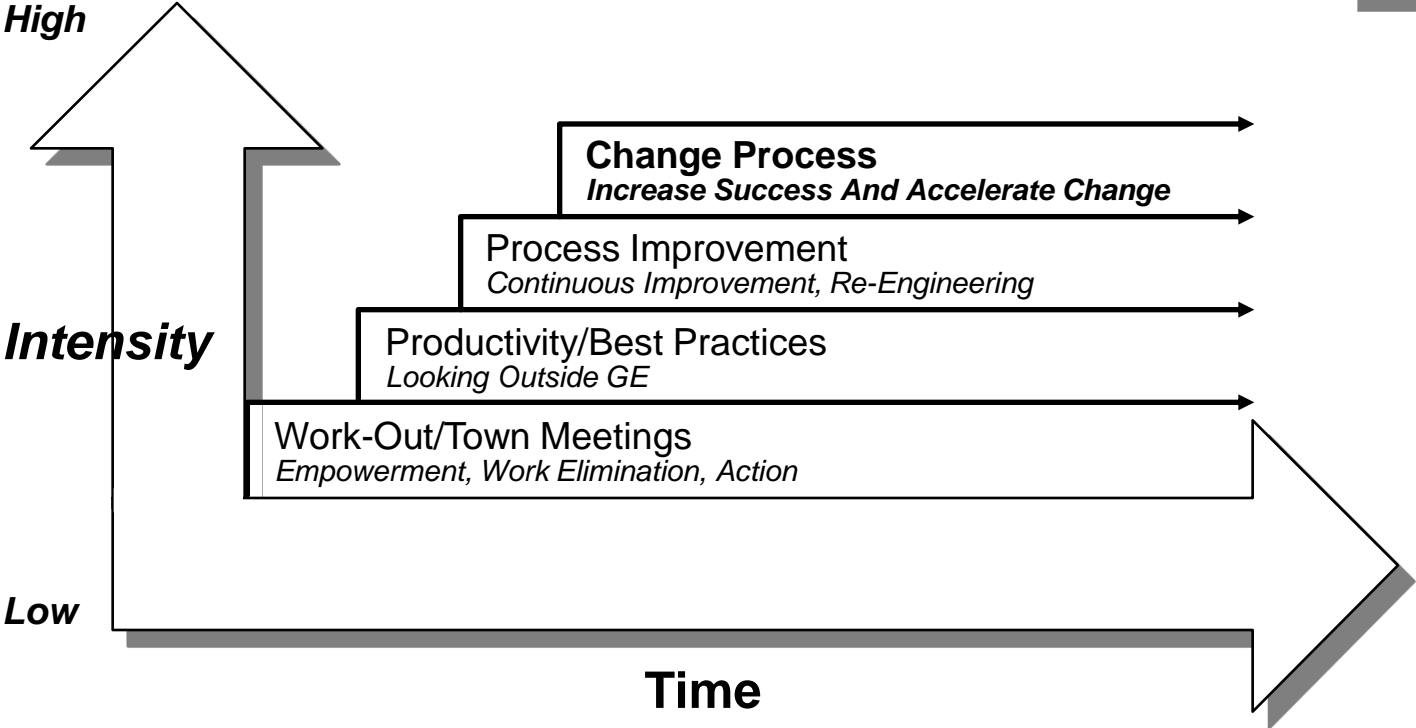 High
Change Process
Increase Success And Accelerate Change
Process Improvement
Continuous Improvement, Re-Engineering
Intensity
Productivity/Best Practices
Looking Outside GE
Work-Out/Town Meetings
Empowerment, Work Elimination, Action
Low
Time